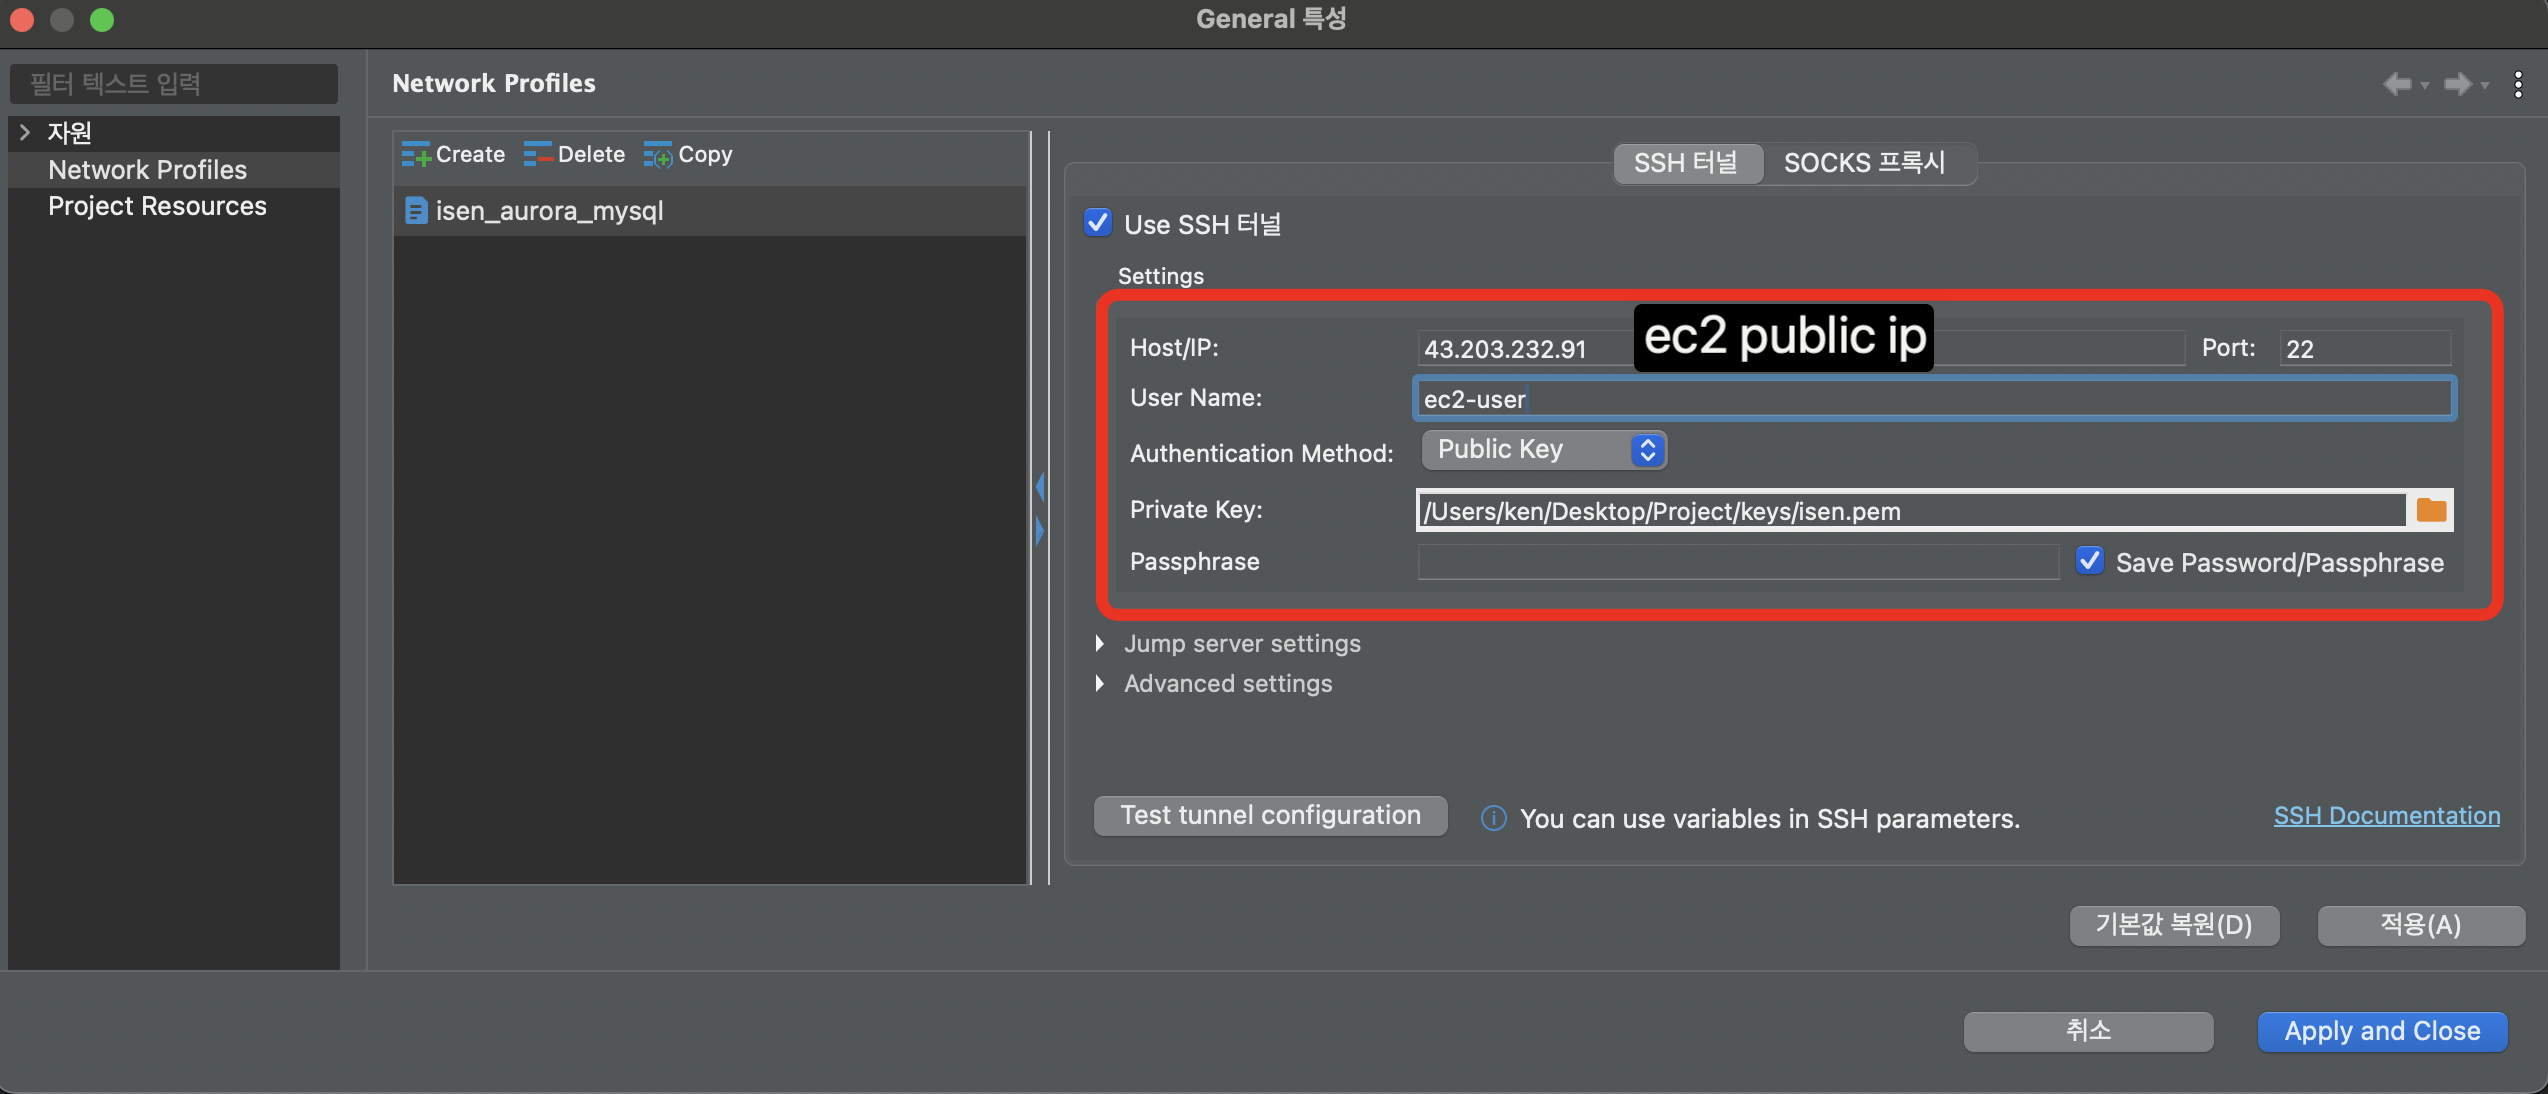 General 특성
필터 텍스트 입력
자원
Network Profiles
Project Resources
Network Profiles
Create Delete Copy
isen_aurora_mysql
SSH 터널 SOCKS 프록시
Use SSH 터널
Settings
Host/IP: 43.203.232.91 ec2 public ip Port: 22
User Name: ec2-user
Authentication Method: Public Key
Private Key: /Users/ken/Desktop/Project/keys/isen.pem
Passphrase Save Password/Passphrase
Jump server settings
Advanced settings
Test tunnel configuration You can use variables in SSH parameters. SSH Documentation
기본값 복원(D) 적용(A)
취소 Apply and Close